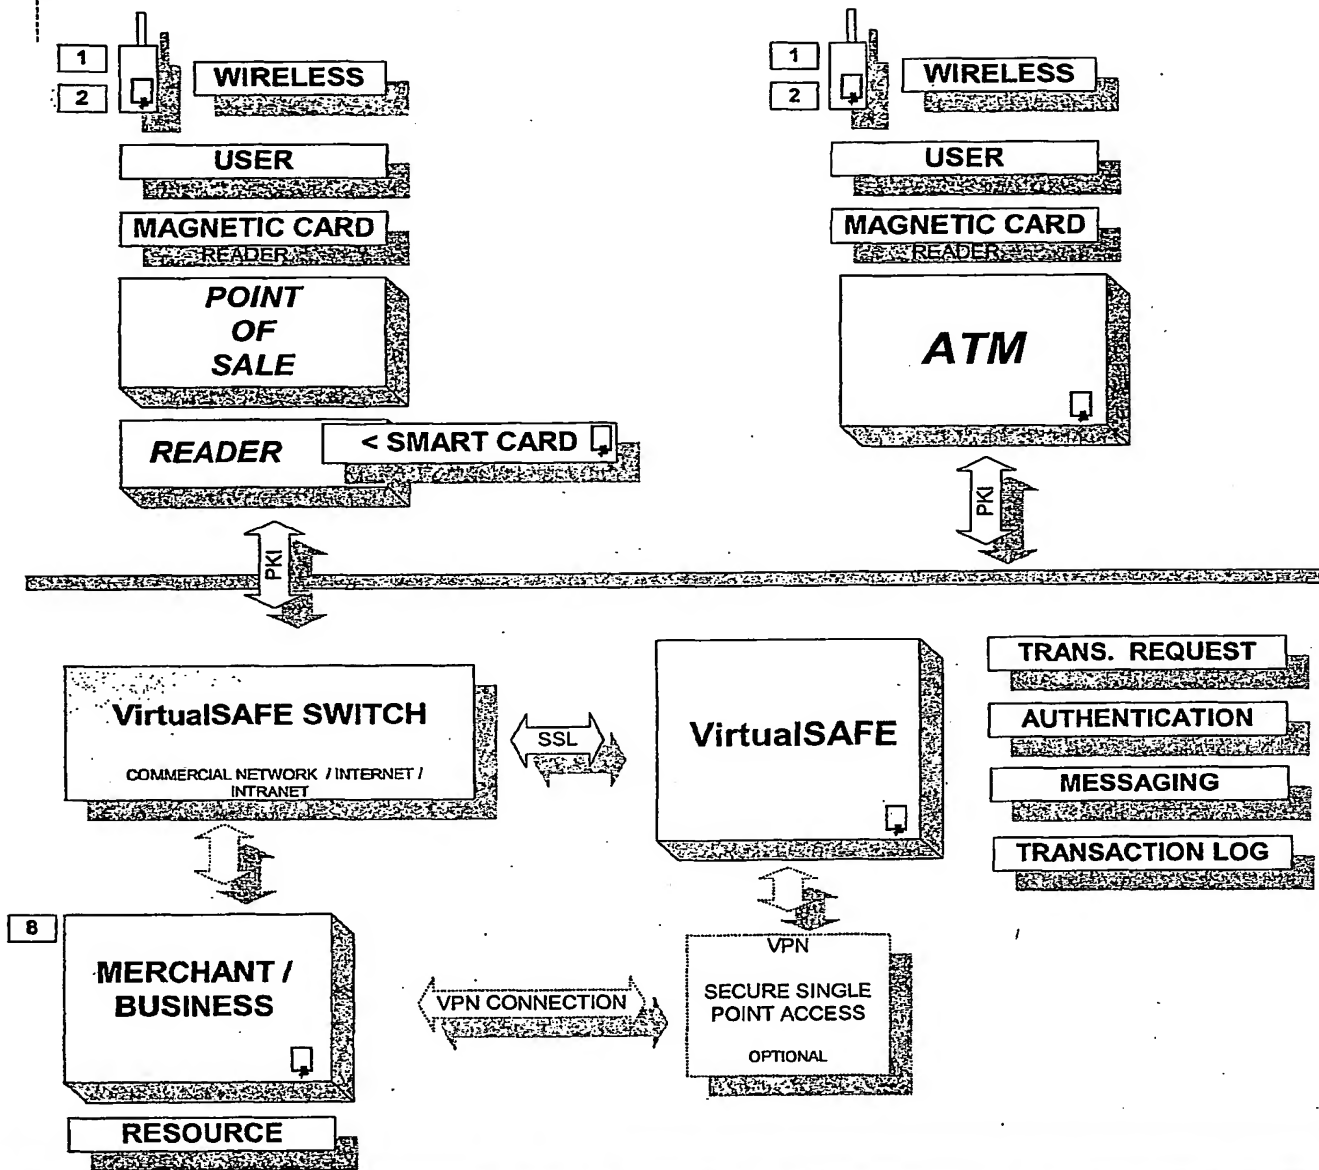 1
2
WIRELESS
USER
MAGNETIC CARD
READER
POINT
OF
SALE
READER
< SMART CARD
PKI
1
2
WIRELESS
USER
MAGNETIC CARD
READER
ATM
PKI
VirtualSAFE SWITCH
COMMERCIAL NETWORK / INTERNET /
INTRANET
SSL
VirtualSAFE
TRANS. REQUEST
AUTHENTICATION
MESSAGING
TRANSACTION LOG
8
MERCHANT /
BUSINESS
VPN CONNECTION
VPN
SECURE SINGLE
POINT ACCESS
OPTIONAL
RESOURCE